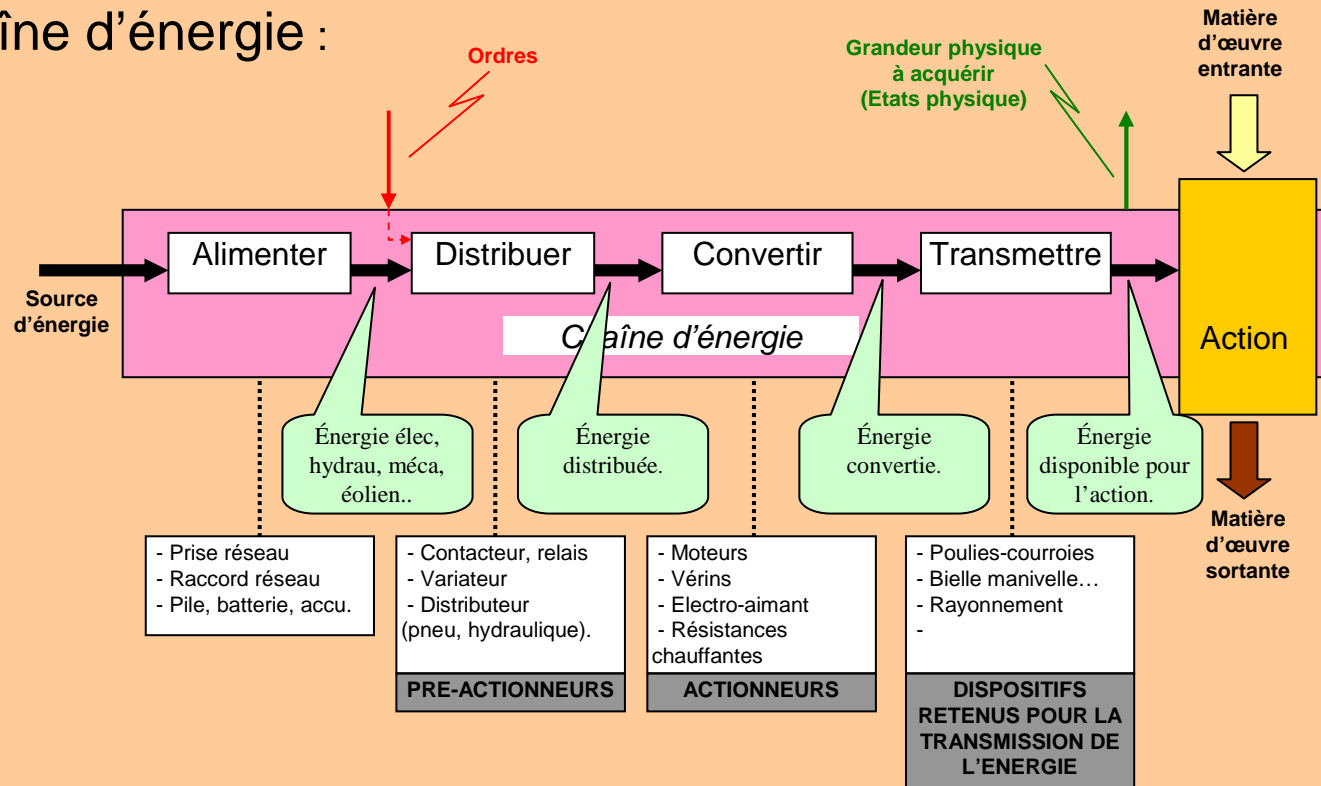 îne d'énergie :
Ordres
Grandeur physique
à acquérir
(Etats physique)
Matière
d'œuvre
entrante
Alimenter
Distribuer
Convertir
Transmettre
Source
d'énergie
C aîne d'énergie
Action
Énergie élec,
hydrau, méca,
éolien..
Énergie
distribuée.
Énergie
convertie.
Énergie
disponible pour
l'action.
Matière
d'œuvre
sortante
- Prise réseau
- Raccord réseau
- Pile, batterie, accu.
- Contacteur, relais
- Variateur
- Distributeur
(pneu, hydraulique).
PRE-ACTIONNEURS
- Moteurs
- Vérins
- Electro-aimant
- Résistances
chauffantes
ACTIONNEURS
- Poulies-courroies
- Bielle manivelle…
- Rayonnement
-
DISPOSITIFS
RETENUS POUR LA
TRANSMISSION DE
L'ENERGIE